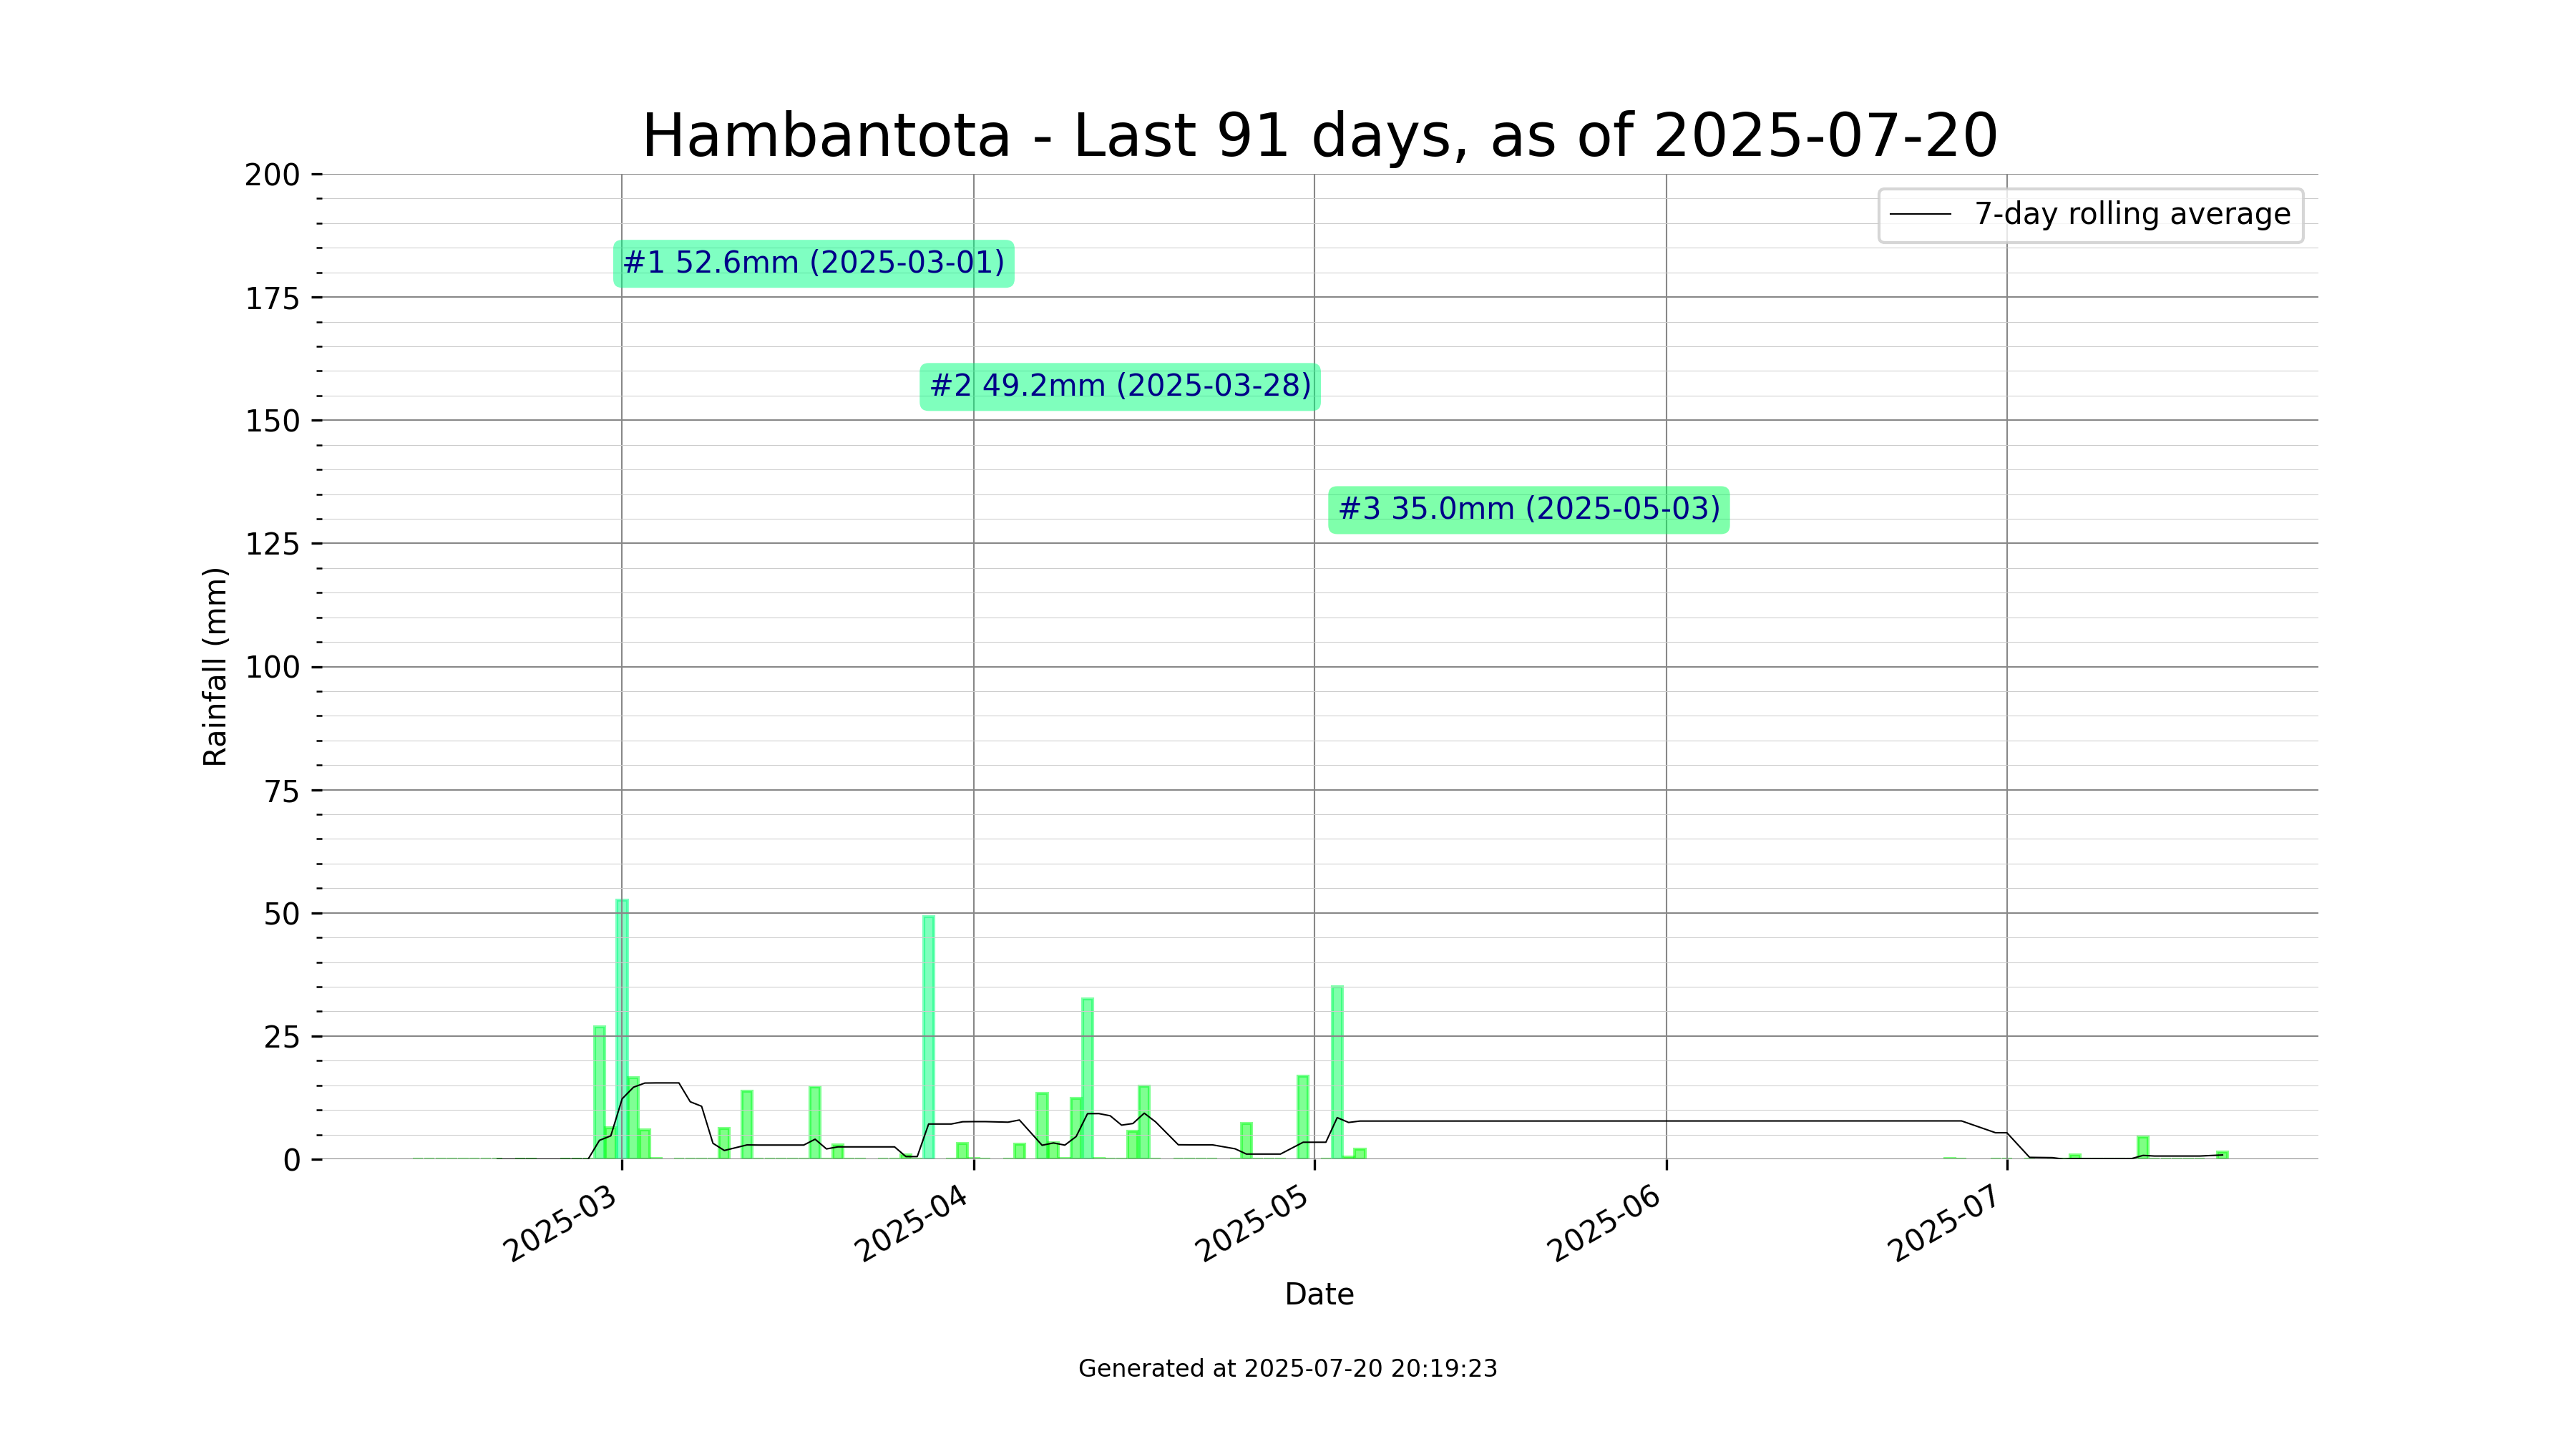 Hambantota - Last 91 days, as of 2025-07-20
7-day rolling average
#1 52.6mm (2025-03-01)
#2 49.2mm (2025-03-28)
#3 35.0mm (2025-05-03)
Rainfall (mm)
200
175
150
125
100
75
50
25
0
2025-03
2025-04
2025-05
2025-06
2025-07
Date
Generated at 2025-07-20 20:19:23